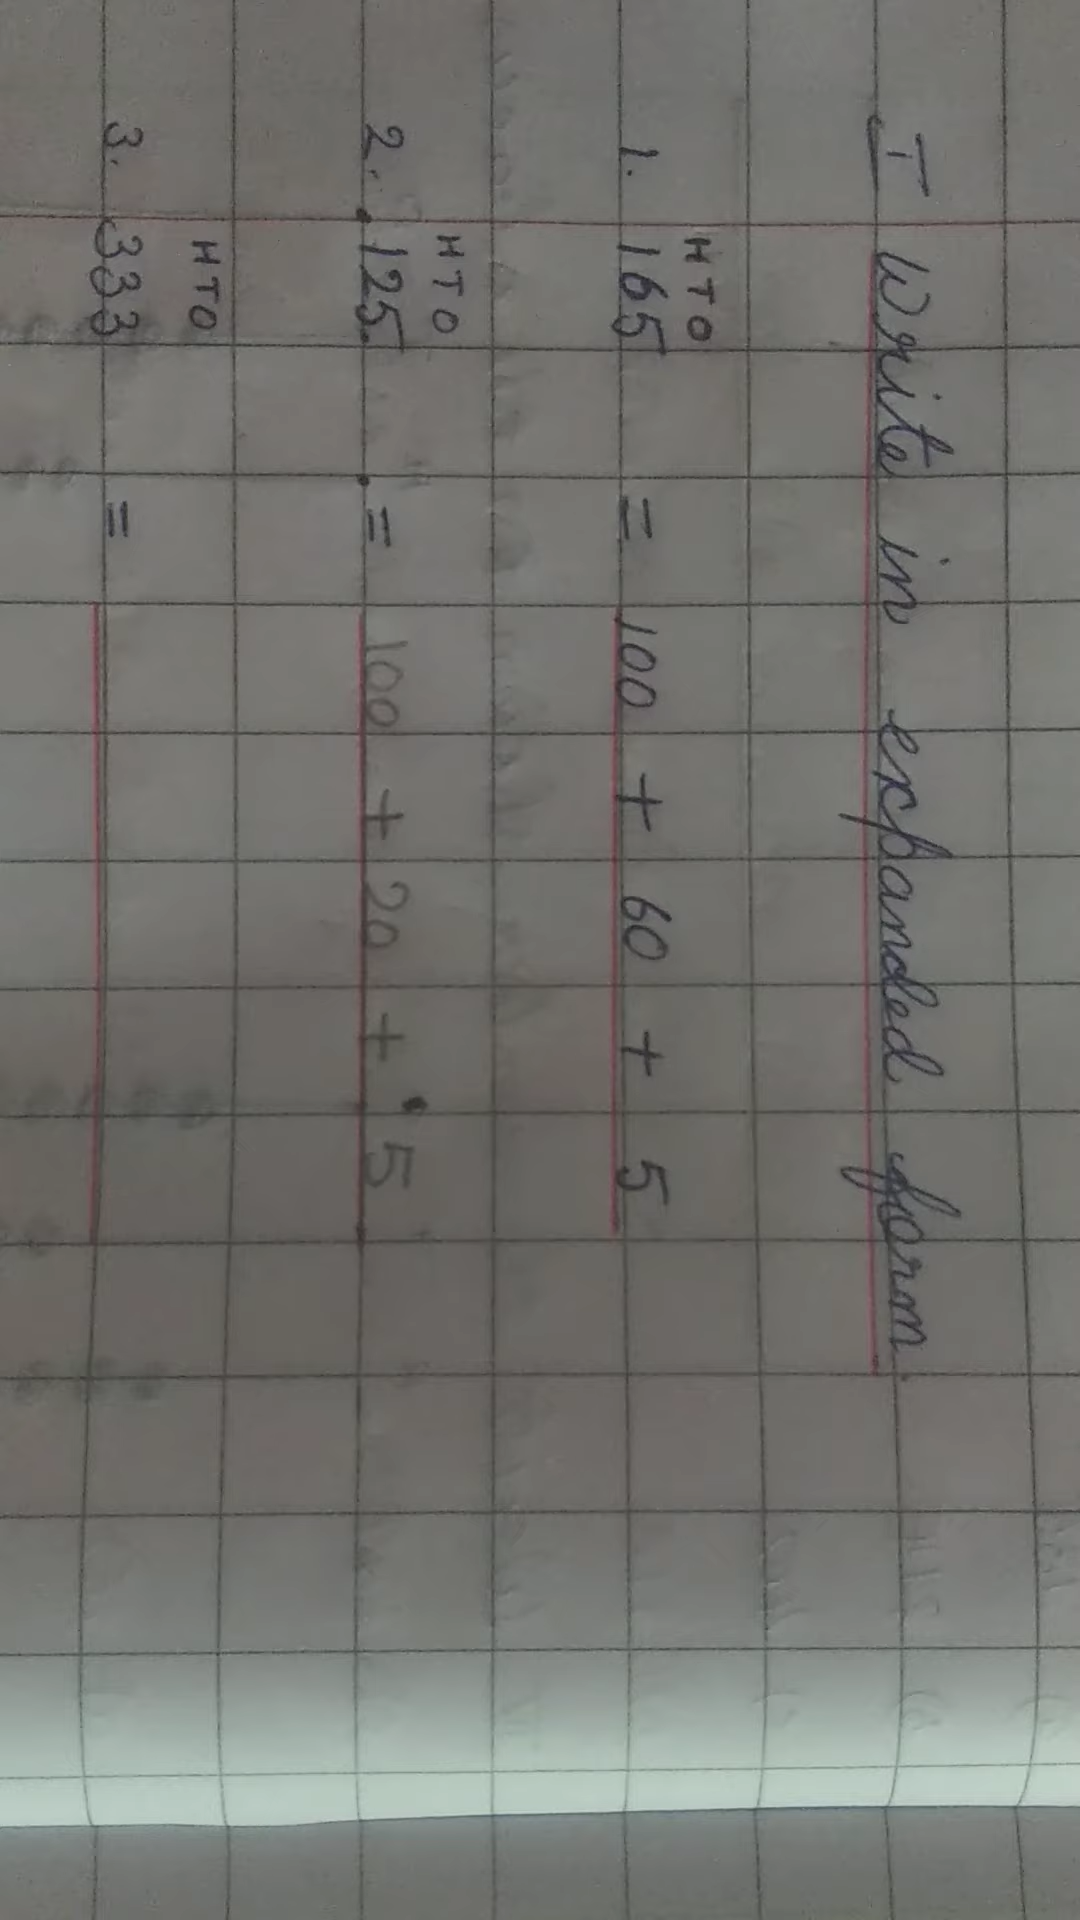 I Write in expanded form.
H T O
1. 165 = 100 + 60 + 5
H T O
2. 125 = 100 + 20 + 5
H T O
3. 333 =